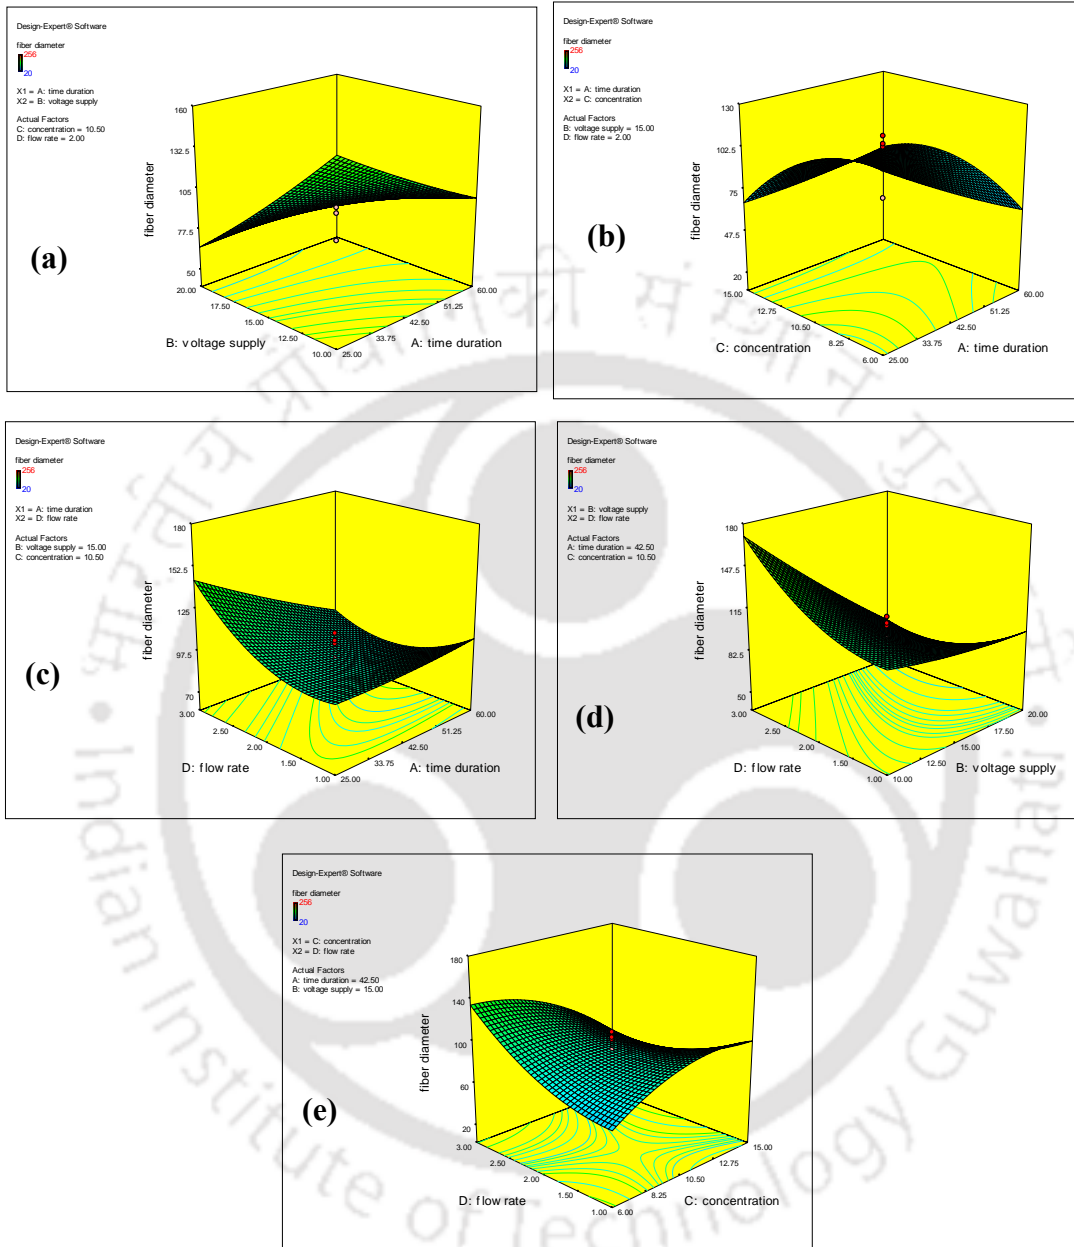 Design-Expert® Software
fiber diameter
256
20
X1 = A: time duration
X2 = B: voltage supply
Actual Factors
C: concentration = 10.50
D: flow rate = 2.00
160
132.5
105
77.5
50
fiber diameter
20.00
17.50
15.00
12.50
10.00
25.00
33.75
42.50
51.25
60.00
B: voltage supply
A: time duration
(a)
Design-Expert® Software
fiber diameter
256
20
X1 = A: time duration
X2 = C: concentration
Actual Factors
B: voltage supply = 15.00
D: flow rate = 2.00
130
102.5
75
47.5
20
fiber diameter
15.00
12.75
10.50
8.25
6.00
25.00
33.75
42.50
51.25
60.00
C: concentration
A: time duration
(b)
Design-Expert® Software
fiber diameter
256
20
X1 = A: time duration
X2 = D: flow rate
Actual Factors
B: voltage supply = 15.00
C: concentration = 10.50
180
152.5
125
97.5
70
fiber diameter
3.00
2.50
2.00
1.50
1.00
25.00
33.75
42.50
51.25
60.00
D: flow rate
A: time duration
(c)
Design-Expert® Software
fiber diameter
256
20
X1 = B: voltage supply
X2 = D: flow rate
Actual Factors
A: time duration = 42.50
C: concentration = 10.50
180
147.5
115
82.5
50
fiber diameter
3.00
2.50
2.00
1.50
1.00
10.00
12.50
15.00
17.50
20.00
D: flow rate
B: voltage supply
(d)
Design-Expert® Software
fiber diameter
256
20
X1 = C: concentration
X2 = D: flow rate
Actual Factors
A: time duration = 42.50
B: voltage supply = 15.00
180
140
100
60
20
fiber diameter
3.00
2.50
2.00
1.50
1.00
6.00
8.25
10.50
12.75
15.00
D: flow rate
C: concentration
(e)
Indian Institute of Technology Guwahati